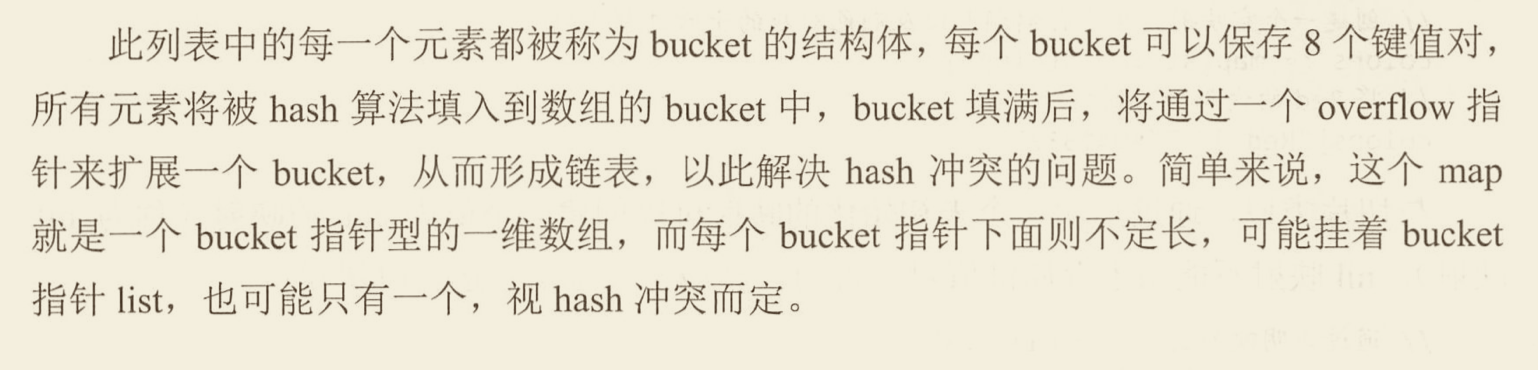 此列表中的每一个元素都被称为 bucket 的结构体，每个 bucket 可以保存 8 个键值对，
所有元素将被 hash 算法填入到数组的 bucket 中，bucket 填满后，将通过一个 overflow 指
针来扩展一个 bucket，从而形成链表，以此解决 hash 冲突的问题。简单来说，这个 map
就是一个 bucket 指针型的一维数组，而每个 bucket 指针下面则不定长，可能挂着 bucket
指针 list，也可能只有一个，视 hash 冲突而定。